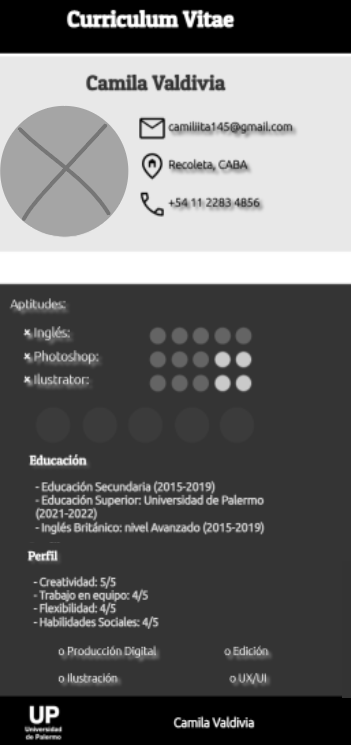 Curriculum Vitae
Camila Valdivia
camiliita145@gmail.com
Recoleta, CABA
+54 11 2283 4856
Aptitudes:
× Inglés:
× Photoshop:
× Ilustrator:
Educación
- Educación Secundaria (2015-2019)
- Educación Superior: Universidad de Palermo
(2021-2022)
- Inglés Británico: nivel Avanzado (2015-2019)
Perfil
- Creatividad: 5/5
- Trabajo en equipo: 4/5
- Flexibilidad: 4/5
- Habilidades Sociales: 4/5
o Producción Digital
o Edición
o Ilustración
o UX/UI
UP
Universidad
de Palermo
Camila Valdivia